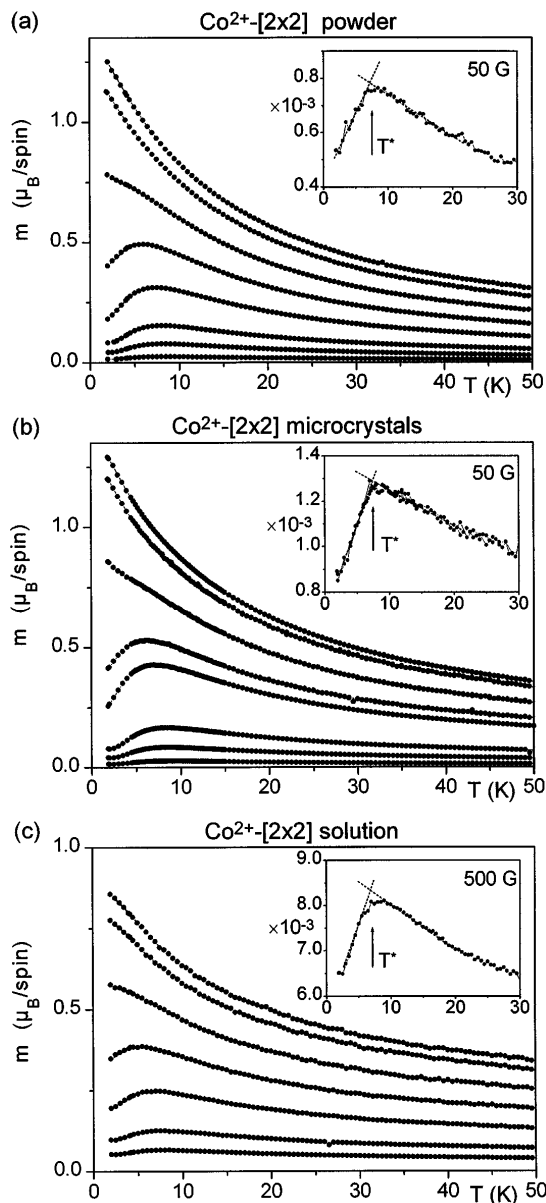 (a) Co²⁺-[2x2] powder
50 G
0.8
×10⁻³
0.6
T*
0.4
0 10 20 30
1.0
0.5
0.0
m (μB/spin)
0 10 20 30 40 50
T (K)
(b) Co²⁺-[2x2] microcrystals
50 G
1.4
1.2
×10⁻³
1.0
T*
0.8
0 10 20 30
1.0
0.5
0.0
m (μB/spin)
0 10 20 30 40 50
T (K)
(c) Co²⁺-[2x2] solution
500 G
9.0
8.0
×10⁻³
7.0
T*
6.0
0 10 20 30
1.0
0.5
0.0
m (μB/spin)
0 10 20 30 40 50
T (K)